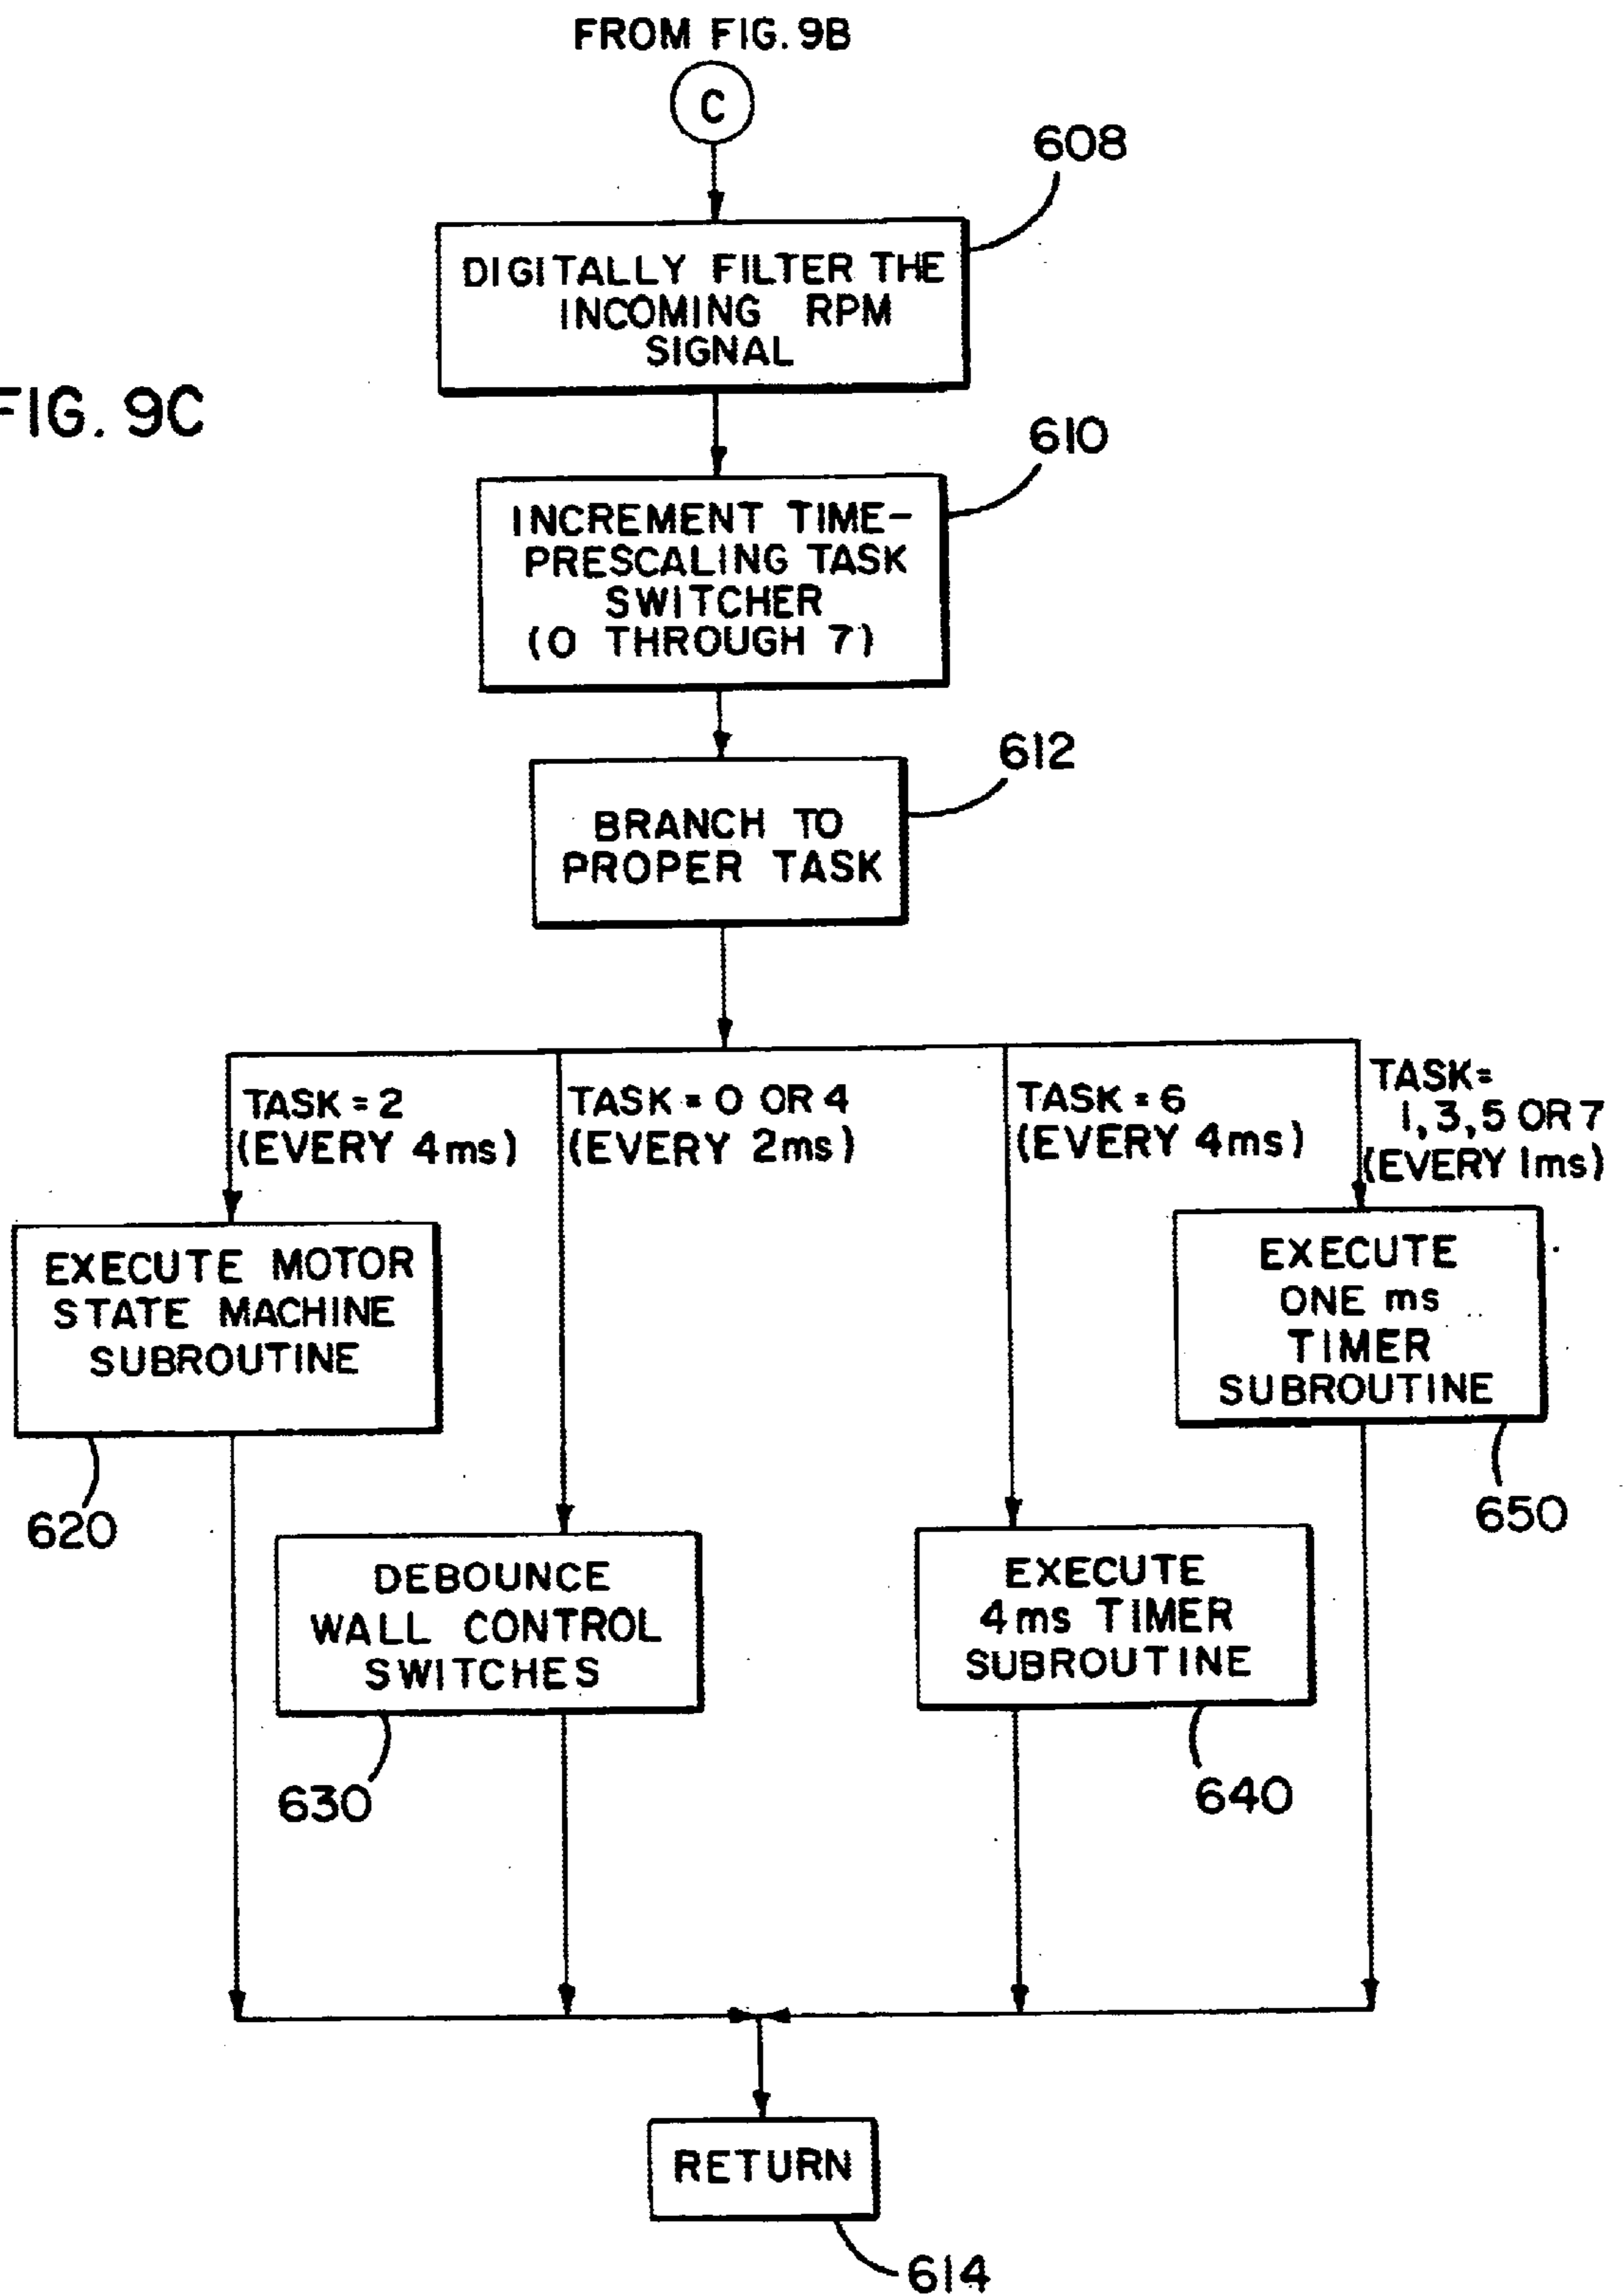 FROM FIG. 9B
C
608
DIGITALLY FILTER THE
INCOMING RPM
SIGNAL
FIG. 9C
610
INCREMENT TIME-
PRESCALING TASK
SWITCHER
(0 THROUGH 7)
612
BRANCH TO
PROPER TASK
TASK = 2
(EVERY 4ms)
TASK = 0 OR 4
(EVERY 2ms)
TASK = 6
(EVERY 4ms)
TASK=
1, 3, 5 OR 7
(EVERY 1ms)
EXECUTE MOTOR
STATE MACHINE
SUBROUTINE
620
EXECUTE
ONE ms
TIMER
SUBROUTINE
650
DEBOUNCE
WALL CONTROL
SWITCHES
630
EXECUTE
4ms TIMER
SUBROUTINE
640
RETURN
614